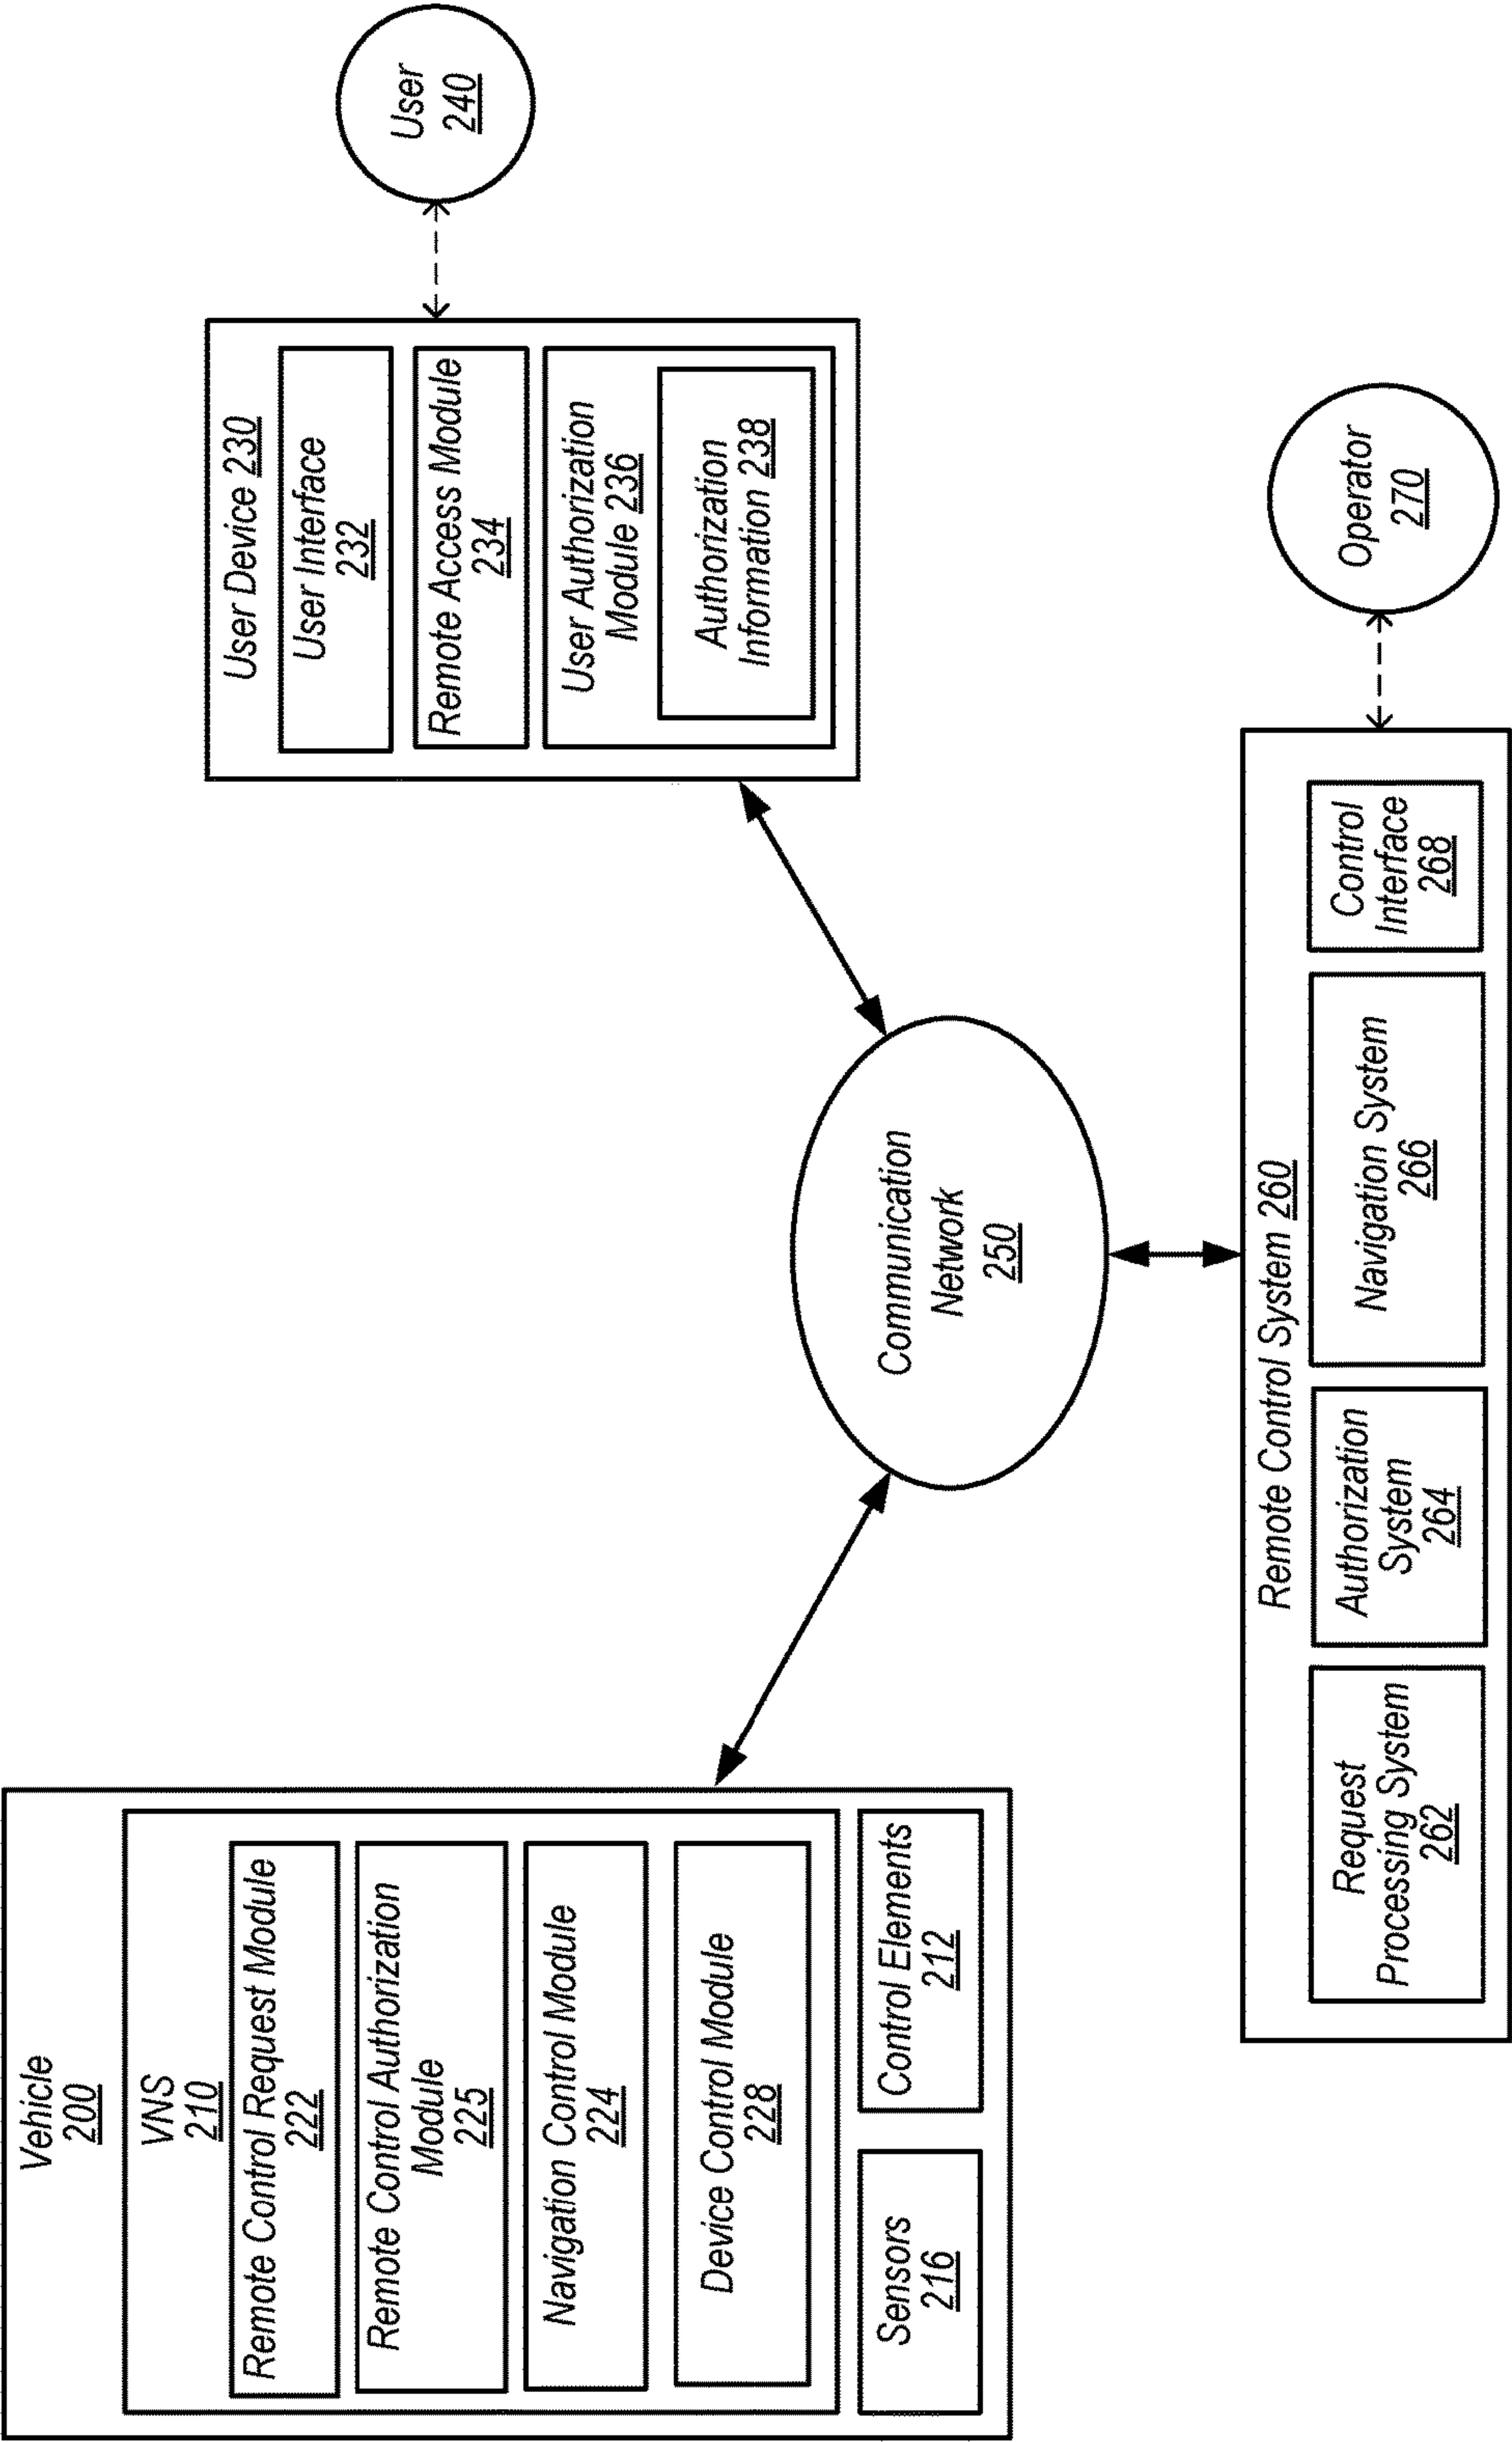 Vehicle
200
VNS
210
Remote Control Request Module
222
Remote Control Authorization
Module
225
Navigation Control Module
224
Device Control Module
228
Sensors
216
Control Elements
212
Communication
Network
250
User Device 230
User Interface
232
Remote Access Module
234
User Authorization
Module 236
Authorization
Information 238
User
240
Remote Control System 260
Request
Processing System
262
Authorization
System
264
Navigation System
266
Control
Interface
268
Operator
270